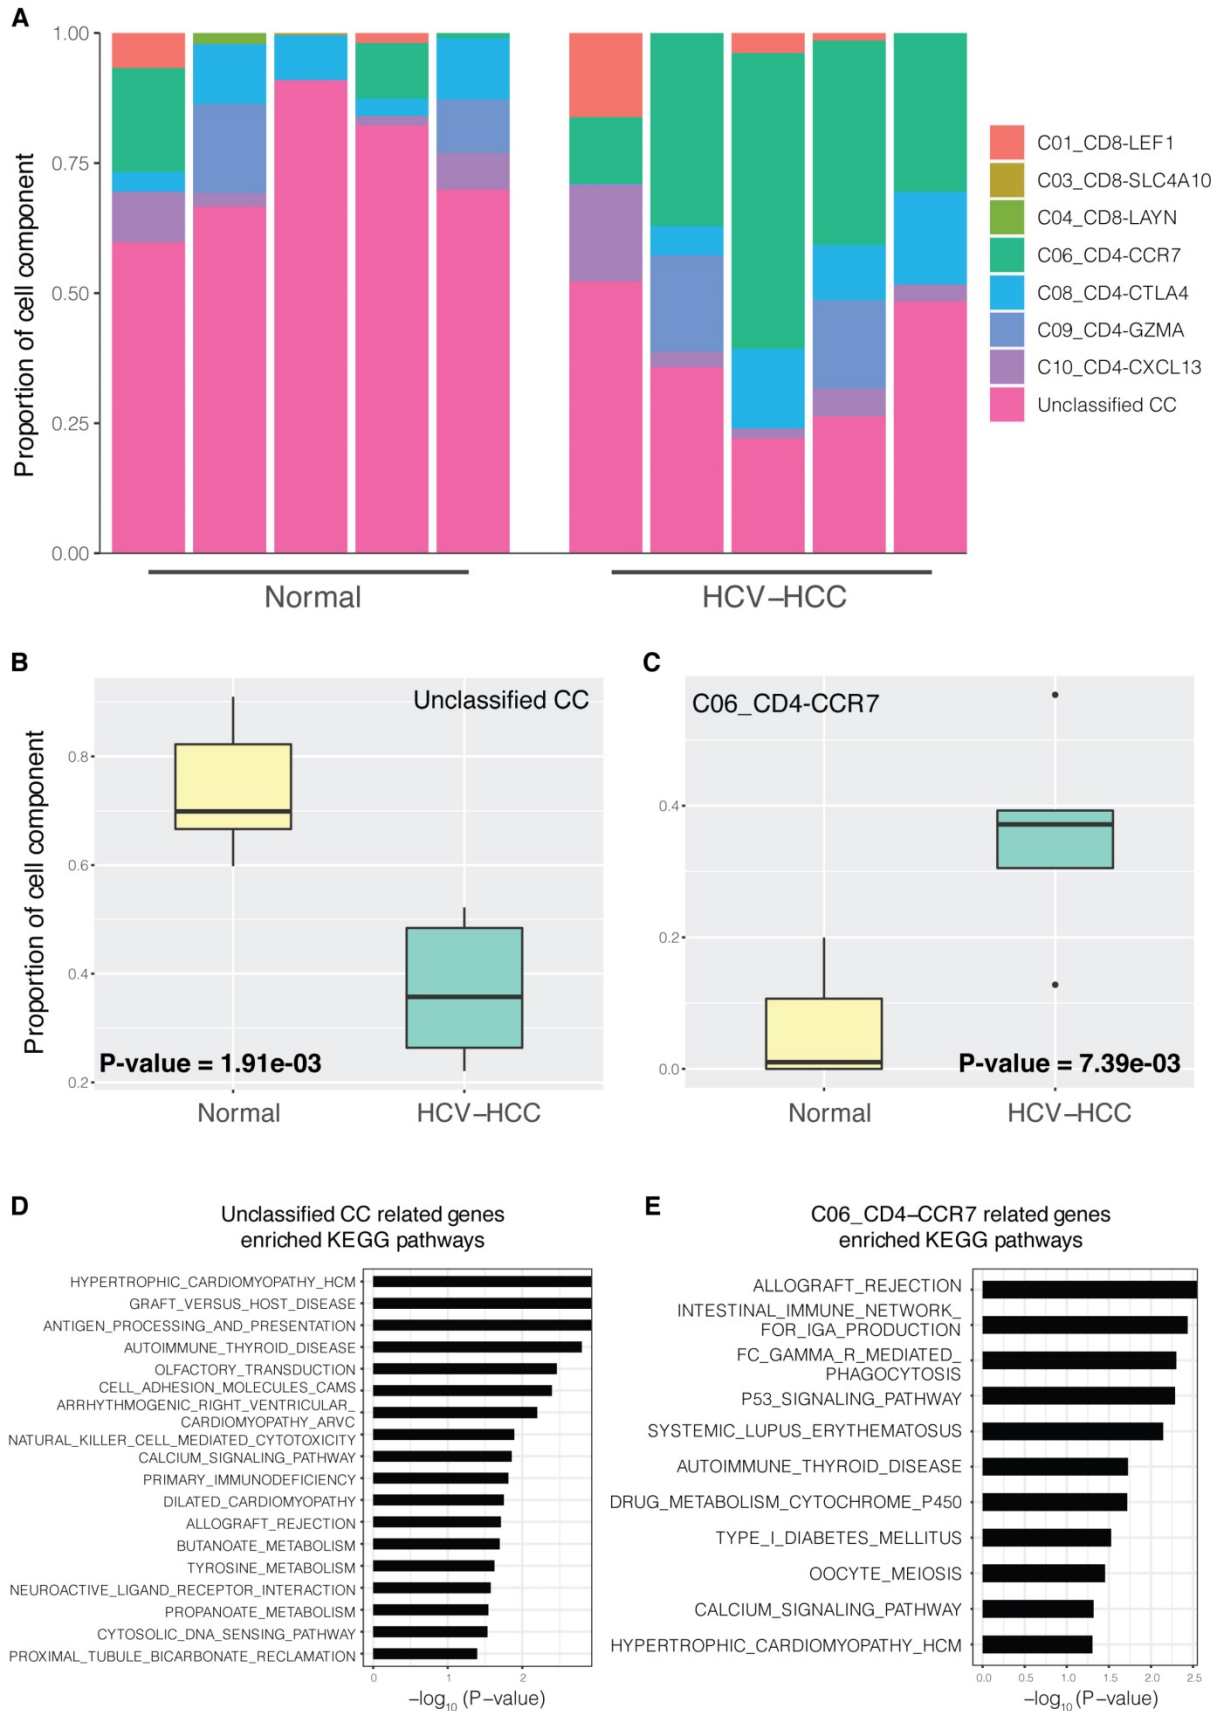 A
Proportion of cell component
1.00
0.75
0.50
0.25
0.00
Normal
HCV–HCC
C01_CD8-LEF1
C03_CD8-SLC4A10
C04_CD8-LAYN
C06_CD4-CCR7
C08_CD4-CTLA4
C09_CD4-GZMA
C10_CD4-CXCL13
Unclassified CC
B
Proportion of cell component
Unclassified CC
0.8
0.6
0.4
0.2
P-value = 1.91e-03
Normal
HCV–HCC
C
C06_CD4-CCR7
0.4
0.2
0.0
P-value = 7.39e-03
Normal
HCV–HCC
D
Unclassified CC related genes
enriched KEGG pathways
HYPERTROPHIC_CARDIOMYOPATHY_HCM
GRAFT_VERSUS_HOST_DISEASE
ANTIGEN_PROCESSING_AND_PRESENTATION
AUTOIMMUNE_THYROID_DISEASE
OLFACTORY_TRANSDUCTION
CELL_ADHESION_MOLECULES_CAMS
ARRHYTHMOGENIC_RIGHT_VENTRICULAR_
CARDIOMYOPATHY_ARVC
NATURAL_KILLER_CELL_MEDIATED_CYTOTOXICITY
CALCIUM_SIGNALING_PATHWAY
PRIMARY_IMMUNODEFICIENCY
DILATED_CARDIOMYOPATHY
ALLOGRAFT_REJECTION
BUTANOATE_METABOLISM
TYROSINE_METABOLISM
NEUROACTIVE_LIGAND_RECEPTOR_INTERACTION
PROPANOATE_METABOLISM
CYTOSOLIC_DNA_SENSING_PATHWAY
PROXIMAL_TUBULE_BICARBONATE_RECLAMATION
0 1 2
–log10 (P–value)
E
C06_CD4–CCR7 related genes
enriched KEGG pathways
ALLOGRAFT_REJECTION
INTESTINAL_IMMUNE_NETWORK_
FOR_IGA_PRODUCTION
FC_GAMMA_R_MEDIATED_
PHAGOCYTOSIS
P53_SIGNALING_PATHWAY
SYSTEMIC_LUPUS_ERYTHEMATOSUS
AUTOIMMUNE_THYROID_DISEASE
DRUG_METABOLISM_CYTOCHROME_P450
TYPE_I_DIABETES_MELLITUS
OOCYTE_MEIOSIS
CALCIUM_SIGNALING_PATHWAY
HYPERTROPHIC_CARDIOMYOPATHY_HCM
0.0 0.5 1.0 1.5 2.0 2.5
–log10 (P–value)